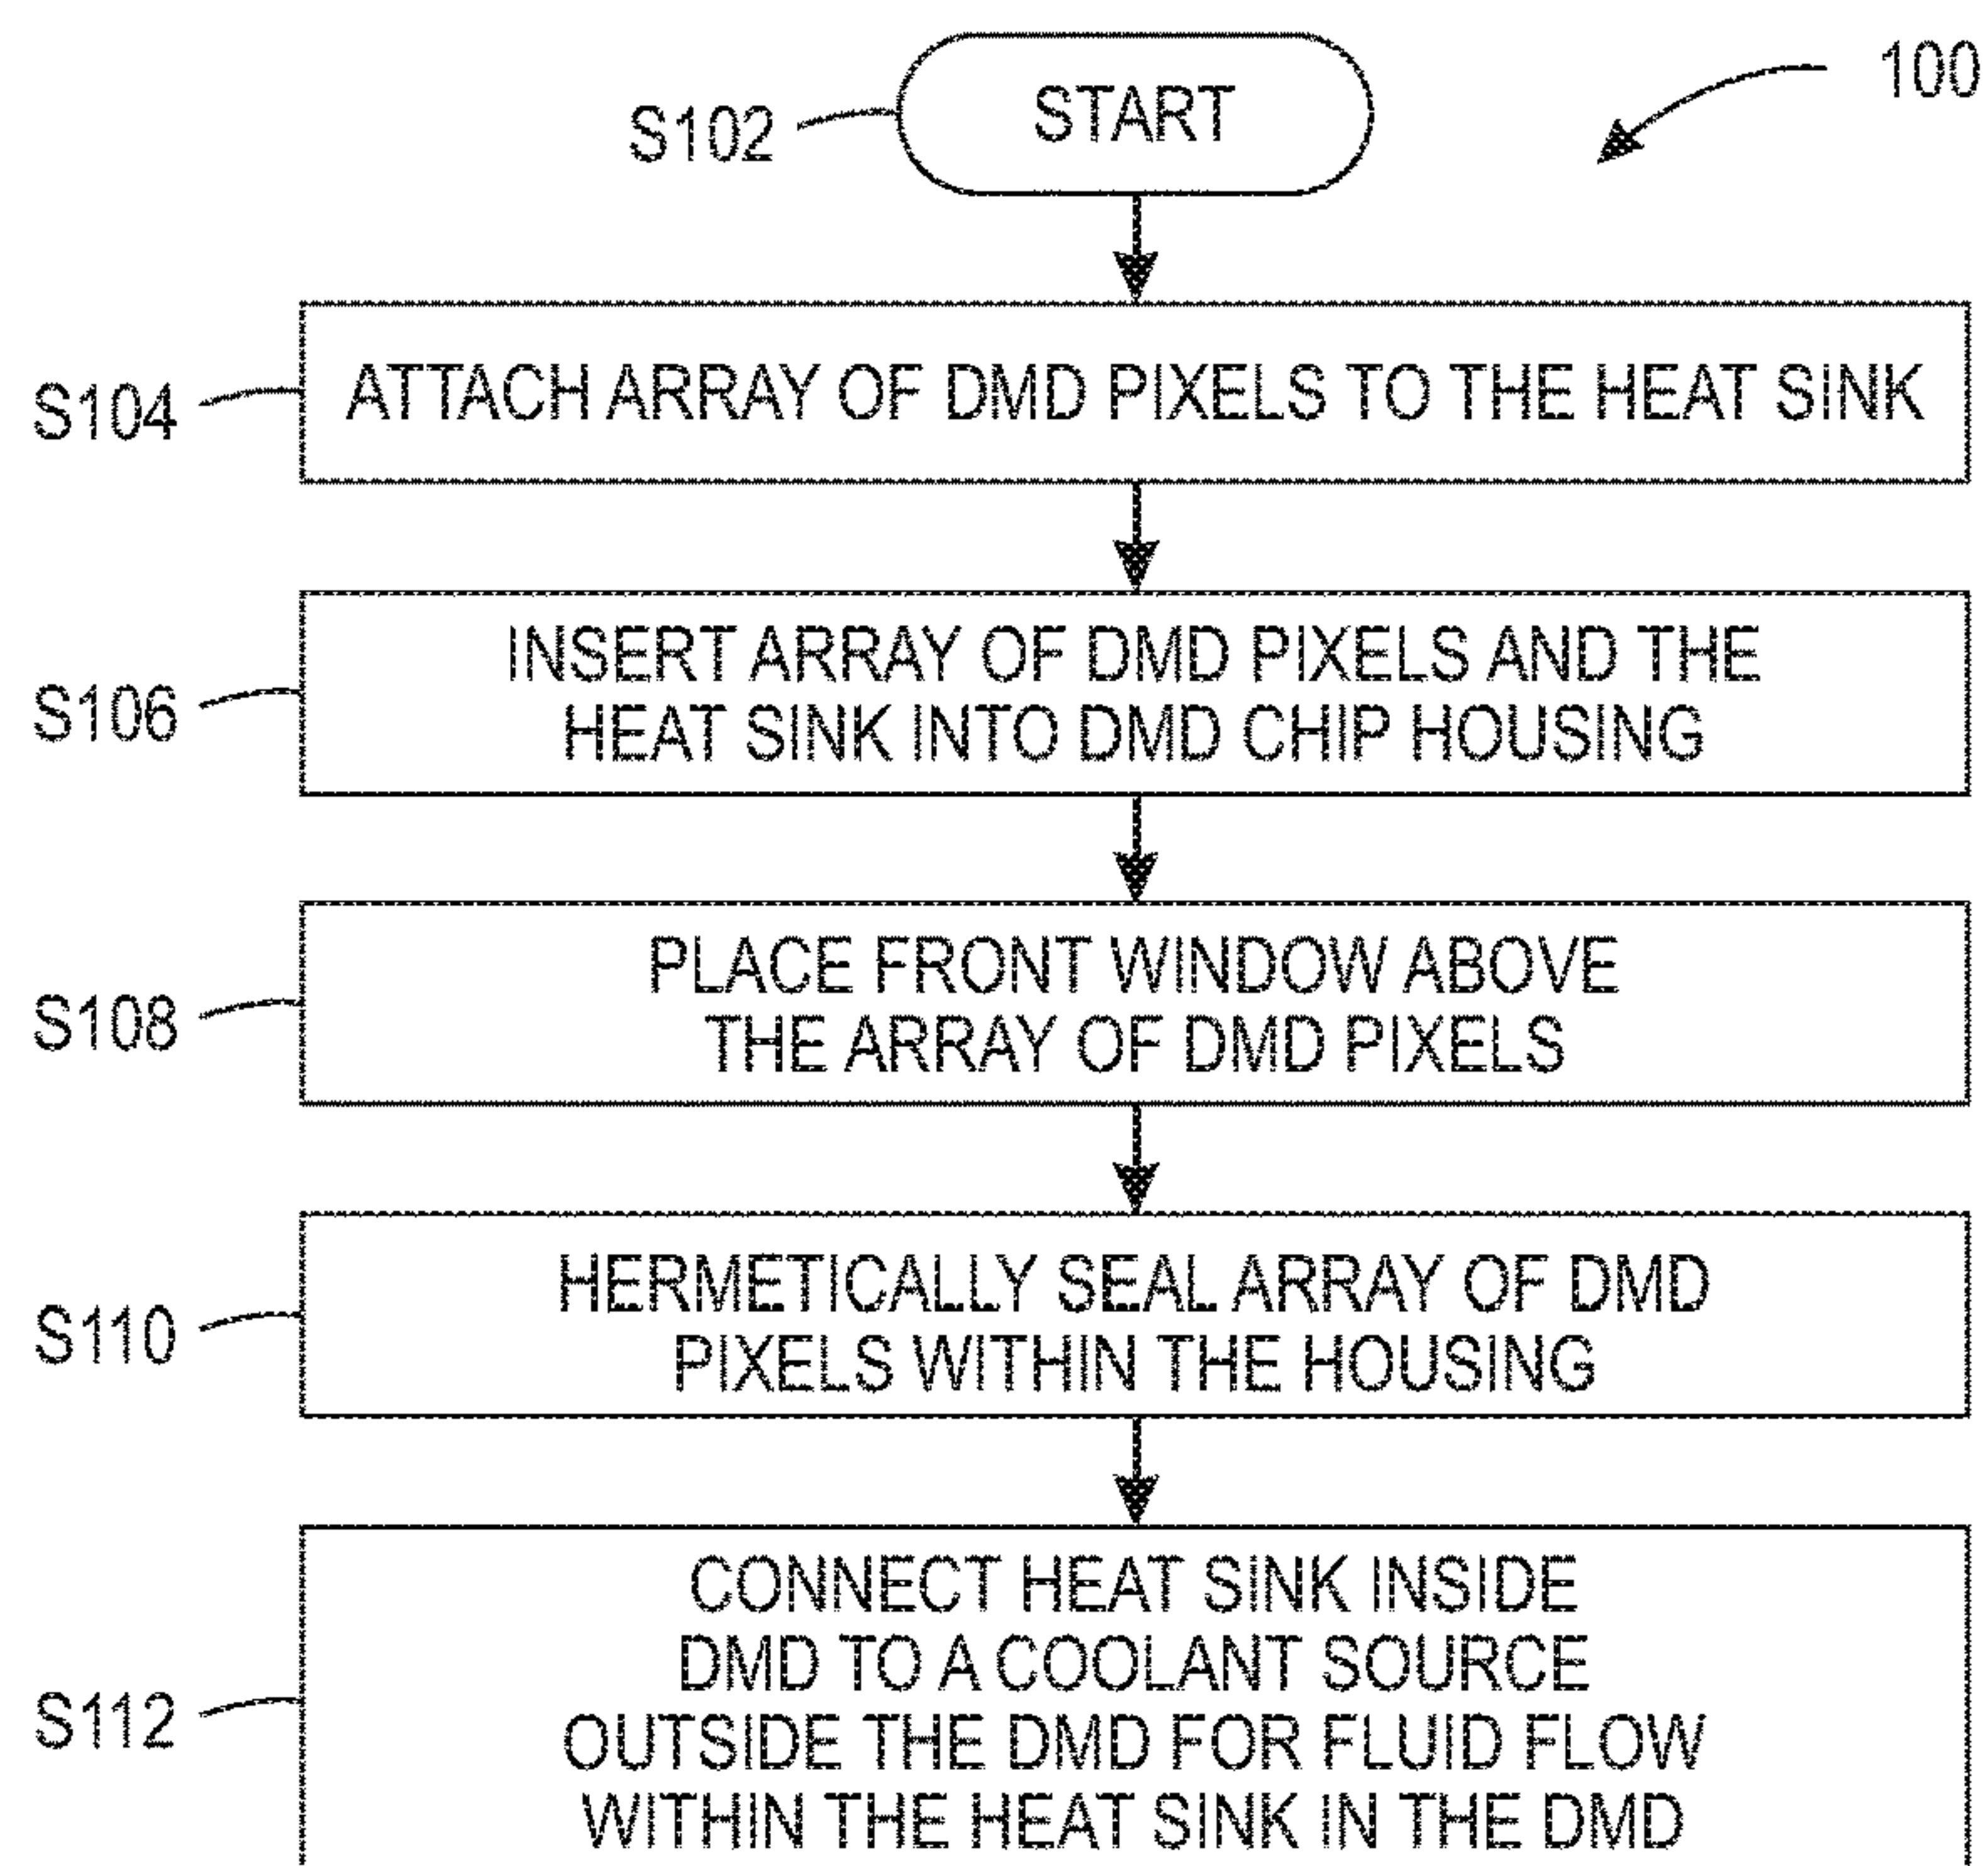 100
S102
START
S104
ATTACH ARRAY OF DMD PIXELS TO THE HEAT SINK
S106
INSERT ARRAY OF DMD PIXELS AND THE
HEAT SINK INTO DMD CHIP HOUSING
S108
PLACE FRONT WINDOW ABOVE
THE ARRAY OF DMD PIXELS
S110
HERMETICALLY SEAL ARRAY OF DMD
PIXELS WITHIN THE HOUSING
S112
CONNECT HEAT SINK INSIDE
DMD TO A COOLANT SOURCE
OUTSIDE THE DMD FOR FLUID FLOW
WITHIN THE HEAT SINK IN THE DMD